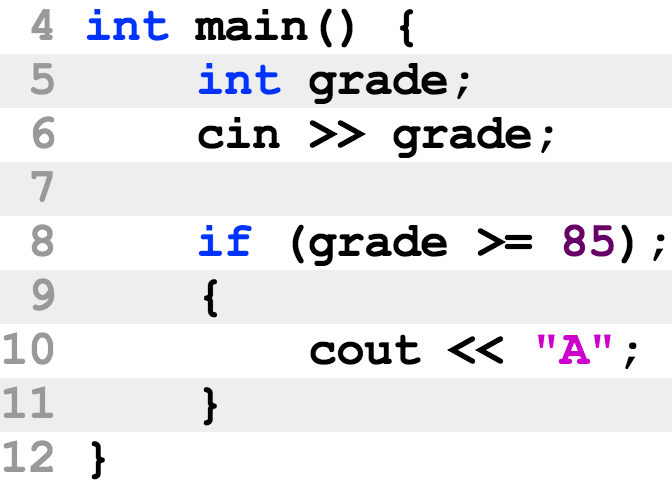 4 int main() {
5     int grade;
6     cin >> grade;
7
8     if (grade >= 85);
9     {
10         cout << "A";
11     }
12 }